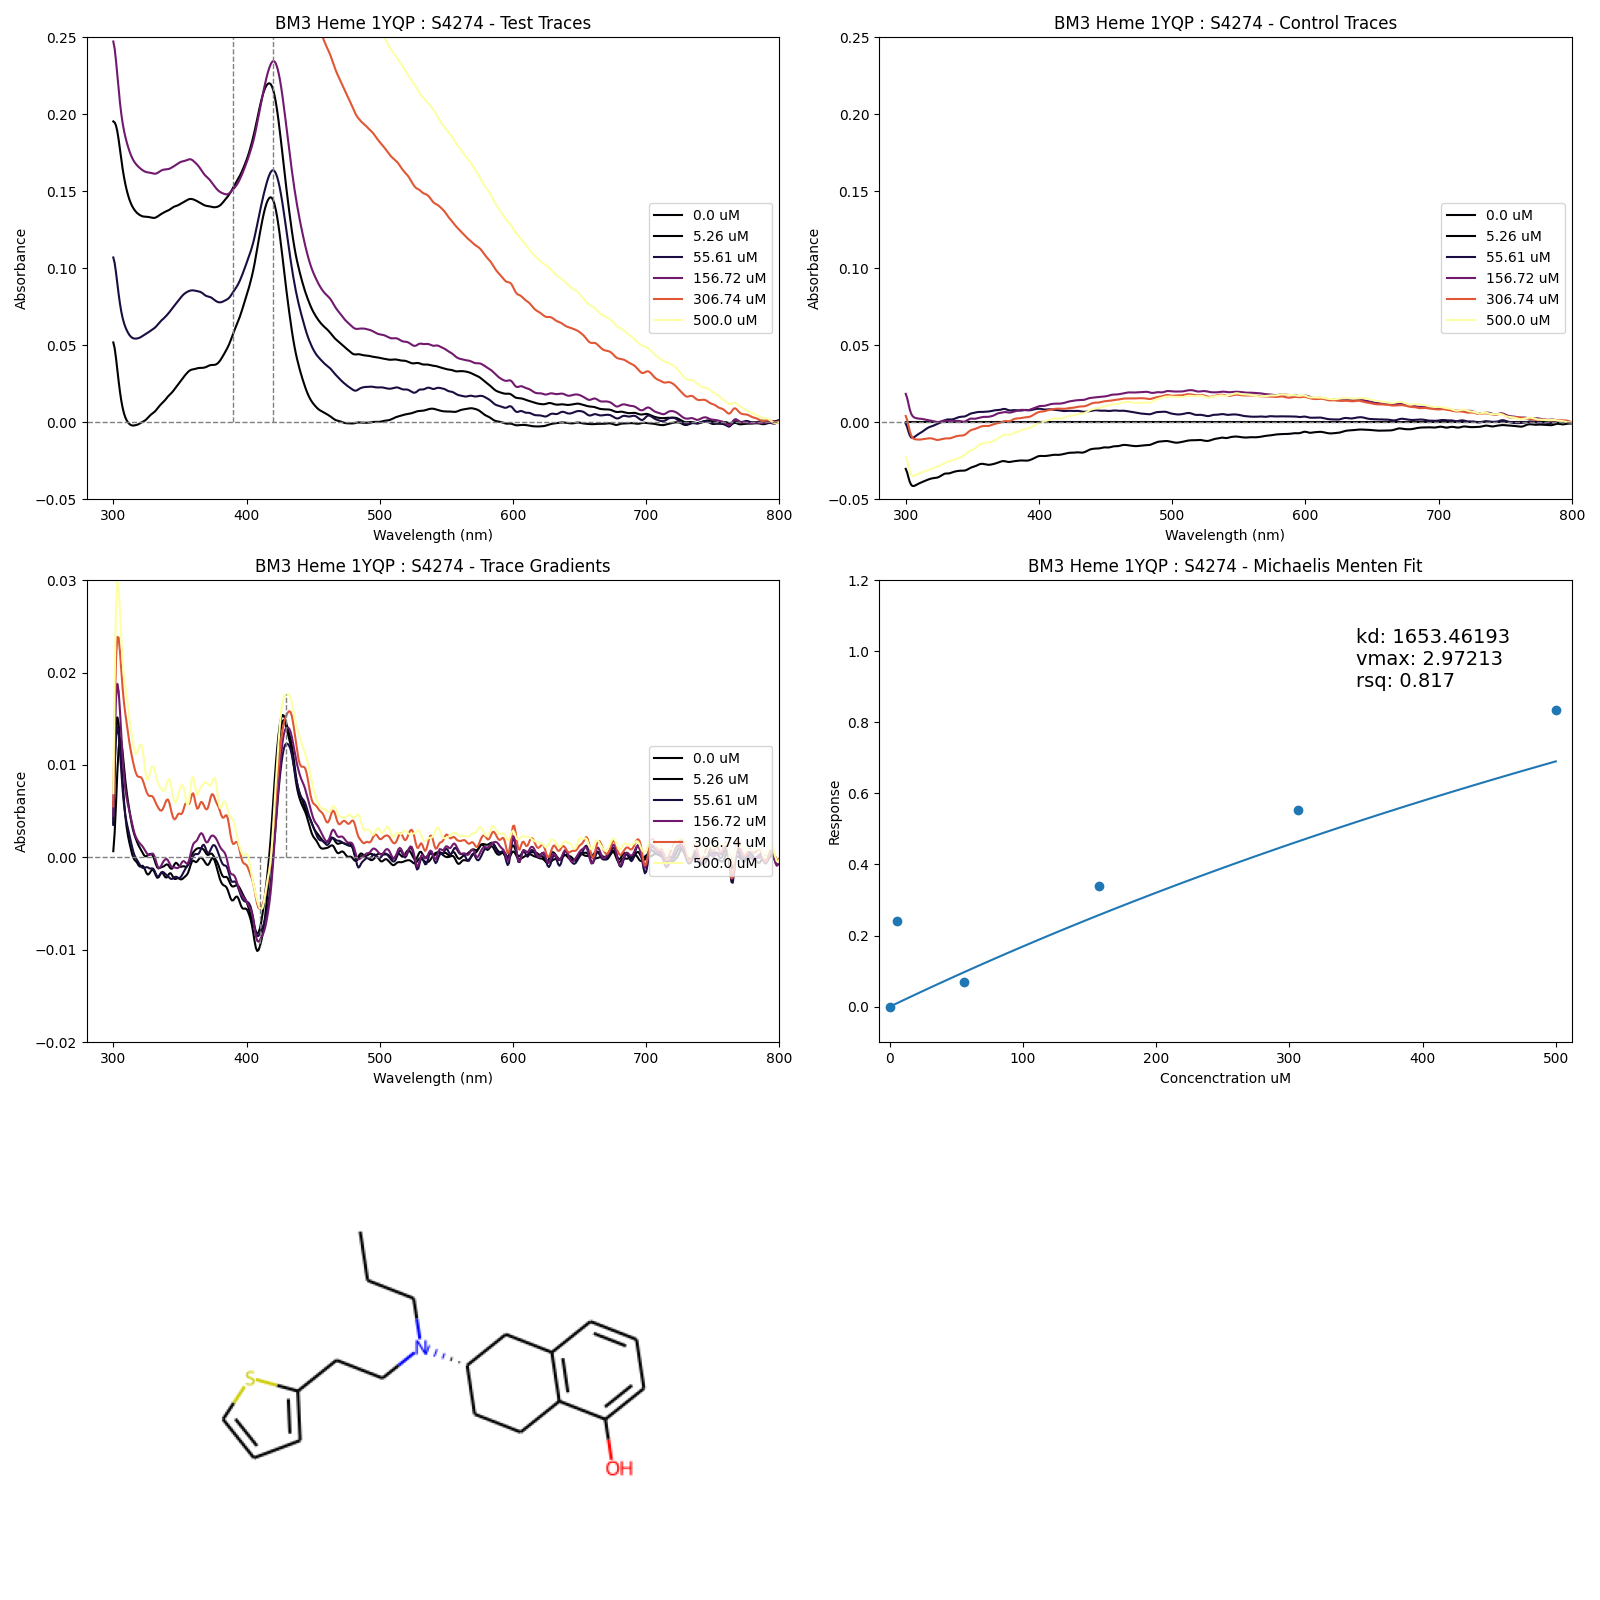 BM3 Heme 1YQP : S4274 - Test Traces
Absorbance
0.25
0.20
0.15
0.10
0.05
0.00
−0.05
300
400
500
600
700
800
Wavelength (nm)
0.0 uM
5.26 uM
55.61 uM
156.72 uM
306.74 uM
500.0 uM
BM3 Heme 1YQP : S4274 - Control Traces
Absorbance
0.25
0.20
0.15
0.10
0.05
0.00
−0.05
300
400
500
600
700
800
Wavelength (nm)
0.0 uM
5.26 uM
55.61 uM
156.72 uM
306.74 uM
500.0 uM
BM3 Heme 1YQP : S4274 - Trace Gradients
Absorbance
0.03
0.02
0.01
0.00
−0.01
−0.02
300
400
500
600
700
800
Wavelength (nm)
0.0 uM
5.26 uM
55.61 uM
156.72 uM
306.74 uM
500.0 uM
BM3 Heme 1YQP : S4274 - Michaelis Menten Fit
Response
1.2
1.0
0.8
0.6
0.4
0.2
0.0
0
100
200
300
400
500
Concenctration uM
kd: 1653.46193
vmax: 2.97213
rsq: 0.817
N
S
OH